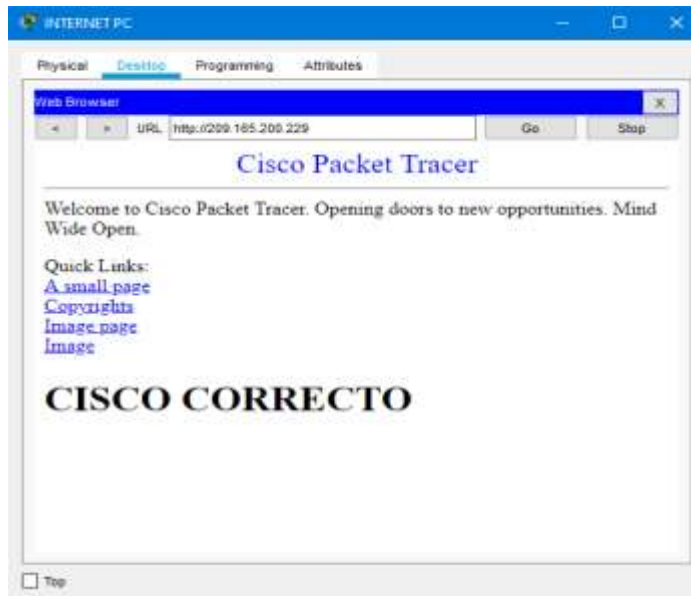 INTERNET PC
Physical Desktop Programming Attributes
Web Browser X
< > URL http://209.165.200.229 Go Stop
Cisco Packet Tracer
Welcome to Cisco Packet Tracer. Opening doors to new opportunities. Mind
Wide Open.
Quick Links:
A small page
Copyrights
Image page
Image
CISCO CORRECTO
Top